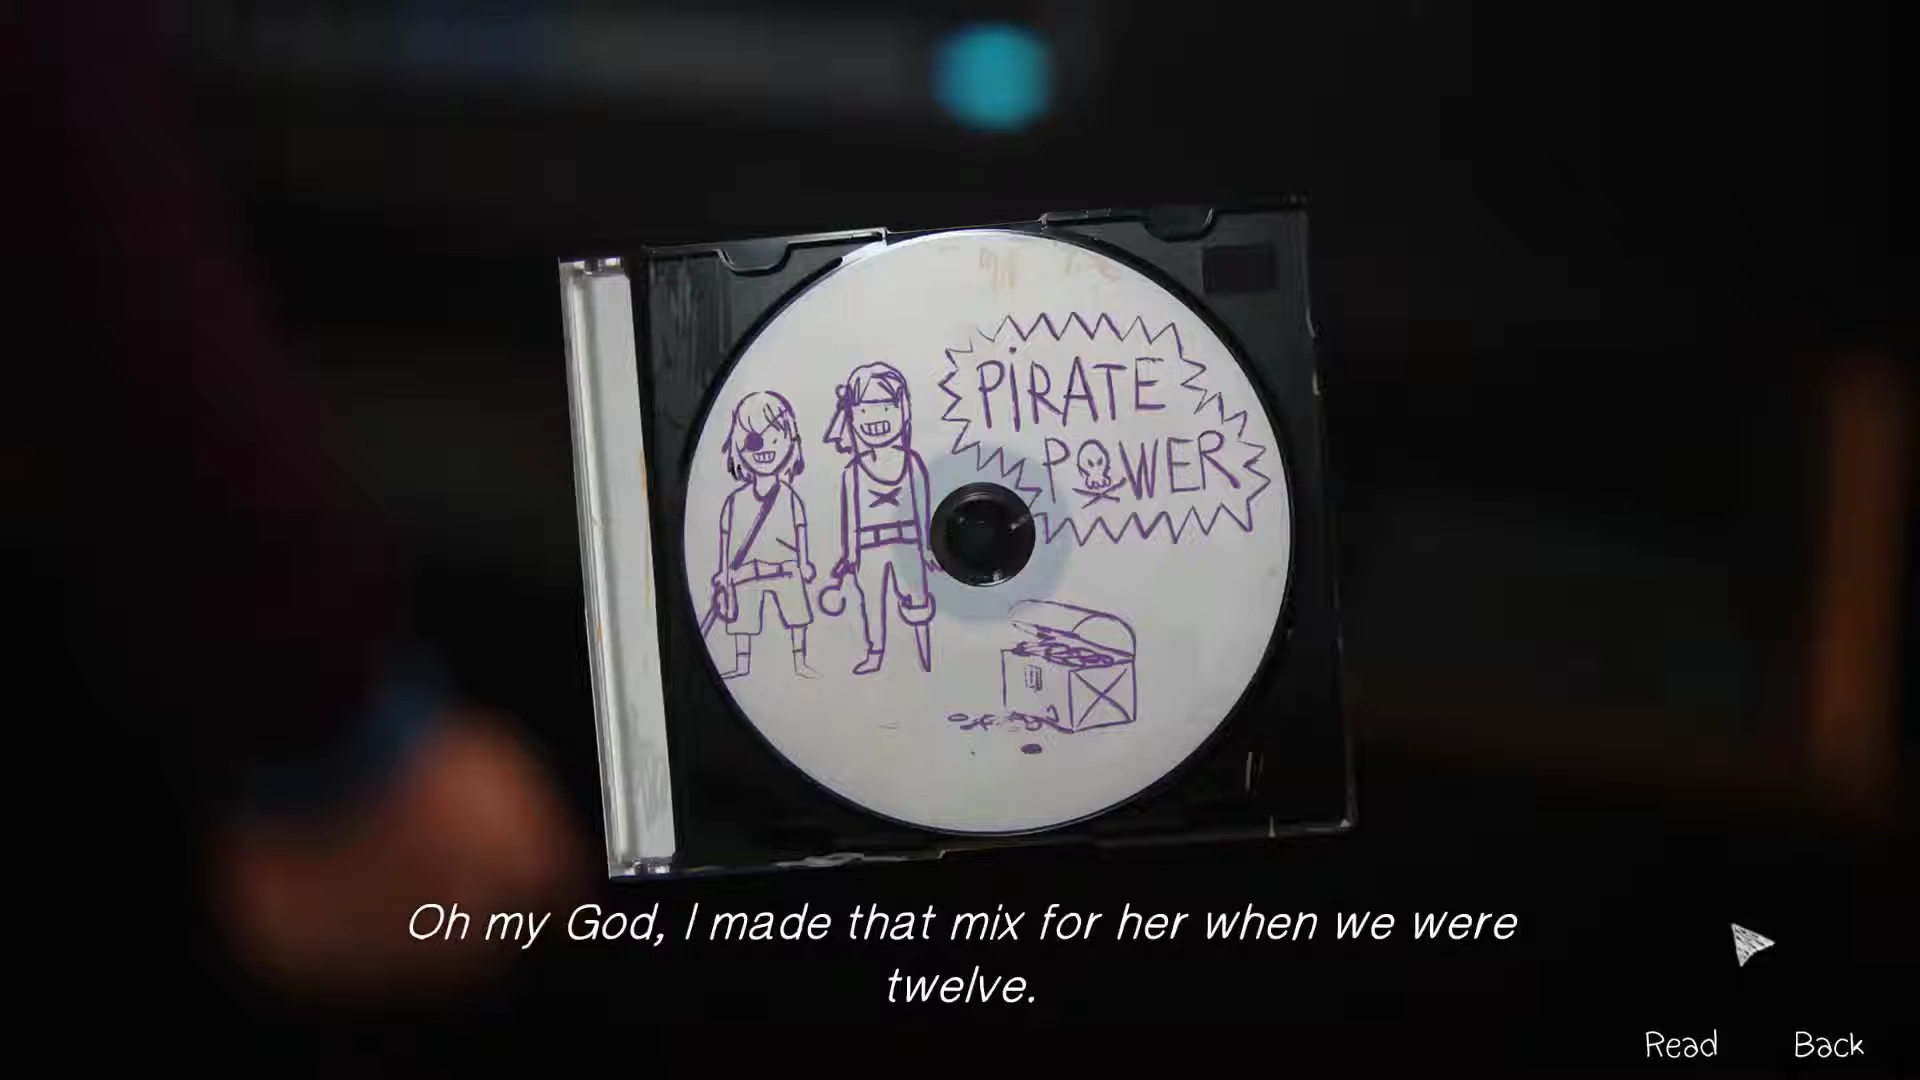 PiRATE
POWER
Oh my God, I made that mix for her when we were
twelve.
Read Back